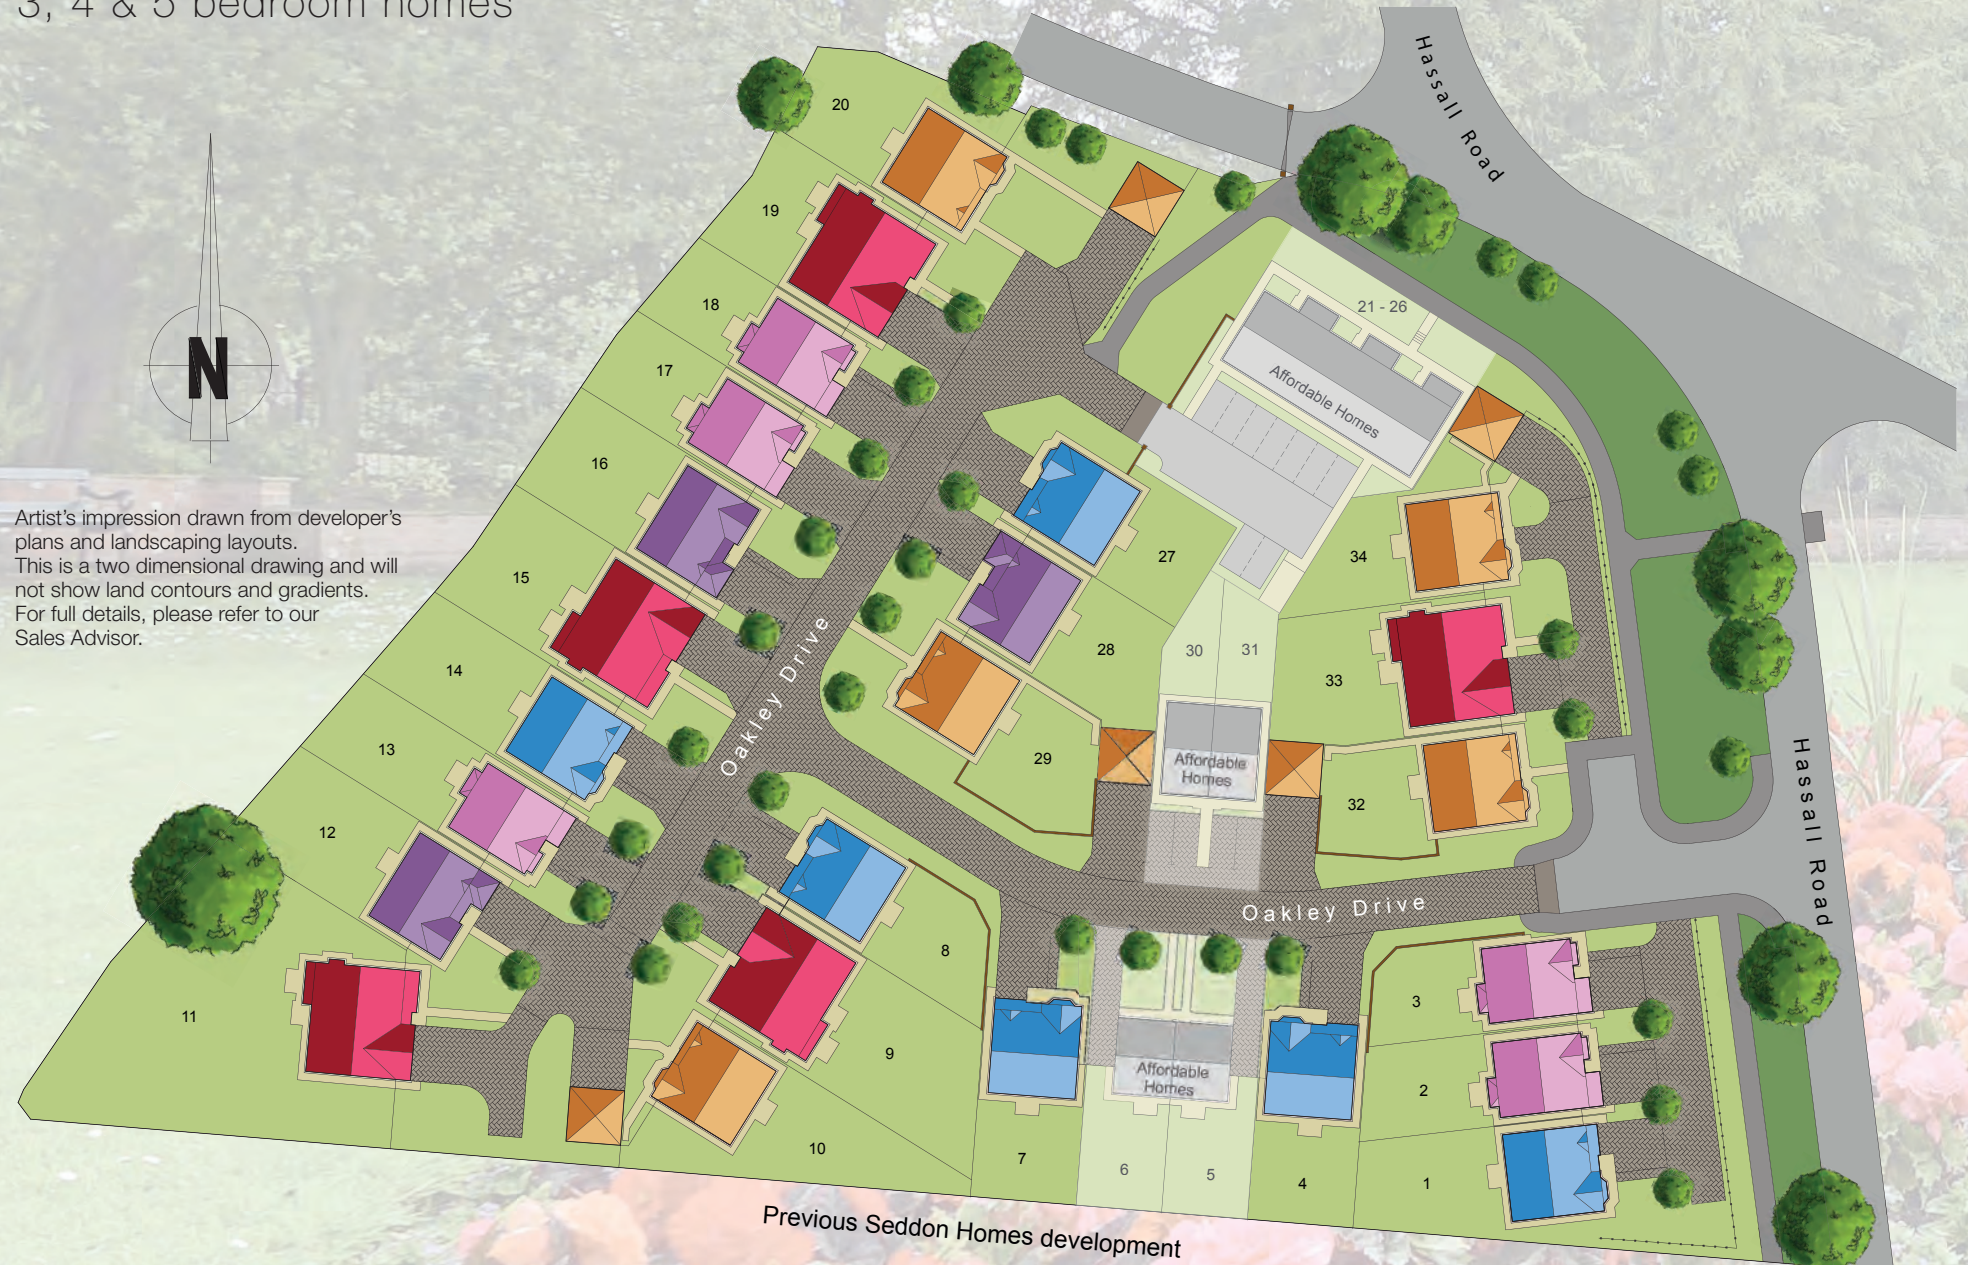 3, 4 & 5 bedroom homes
Hassall Road
20
19
18
17
16
15
14
13
12
11
21 - 26
Affordable Homes
N
Artist's impression drawn from developer's
plans and landscaping layouts.
This is a two dimensional drawing and will
not show land contours and gradients.
For full details, please refer to our
Sales Advisor.
27
28
29
30
31
34
33
32
Oakley Drive
Affordable
Homes
Hassall Road
Oakley Drive
8
9
10
7
6
5
4
3
2
1
Affordable
Homes
Previous Seddon Homes development